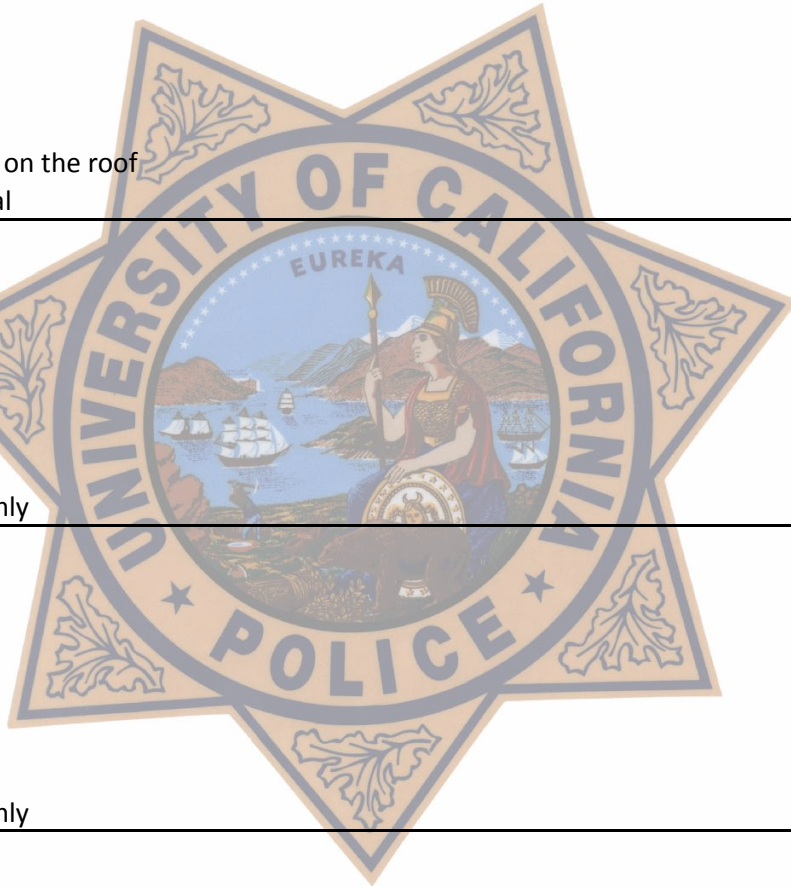 on the roof
al
UNIVERSITY OF CALIFORNIA
EUREKA
nly
POLICE
nly